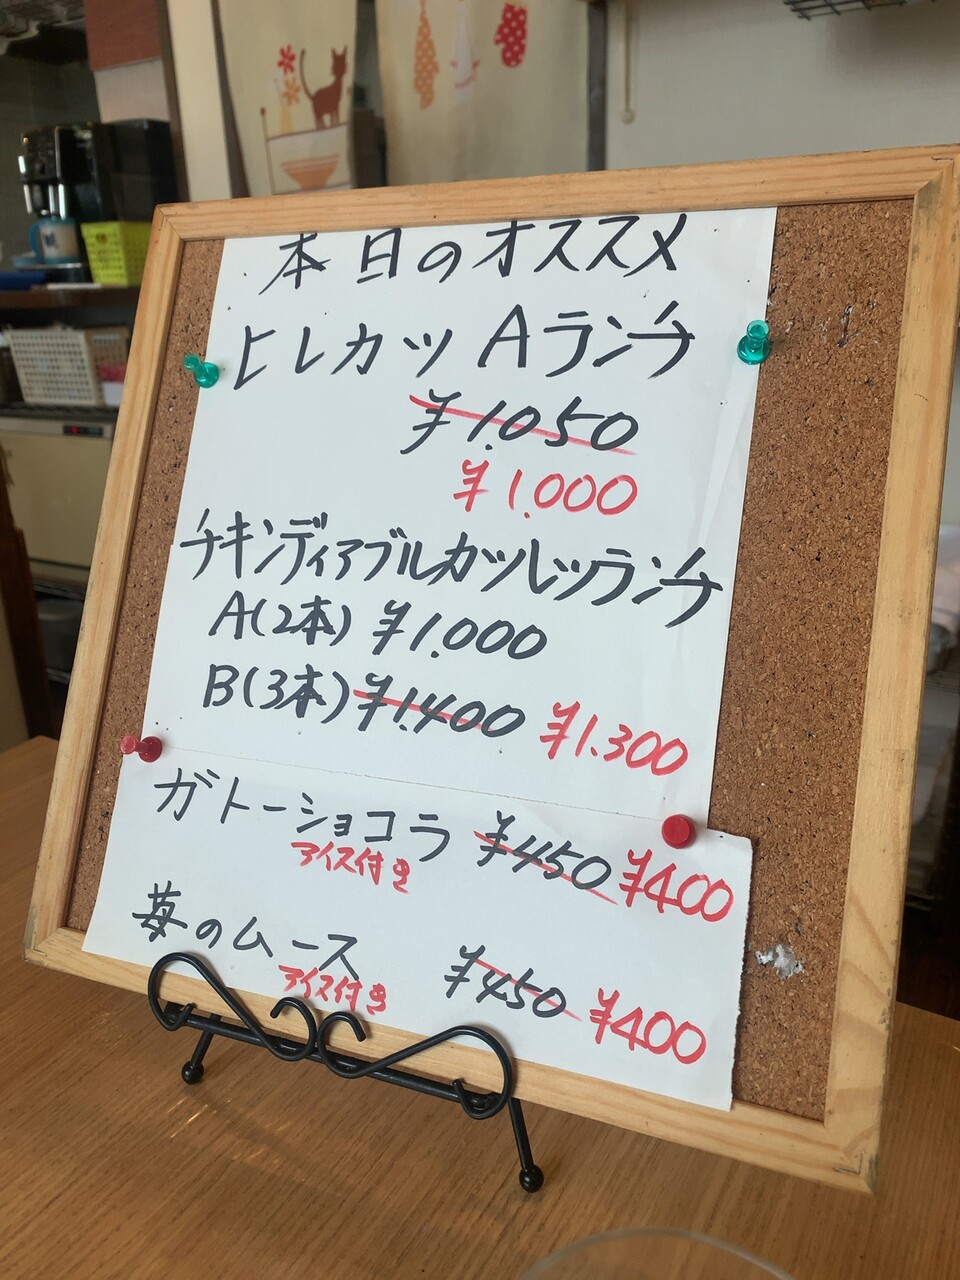 本日のオススメ
ヒレカツ Aランチ
¥1.050
¥1.000
チキンディアブルカツレツランチ
A(2本) ¥1.000
B(3本) ¥1.400 ¥1.300
ガトーショコラ ¥450 ¥400
アイス付き
苺のムース ¥450 ¥400
アイス付き